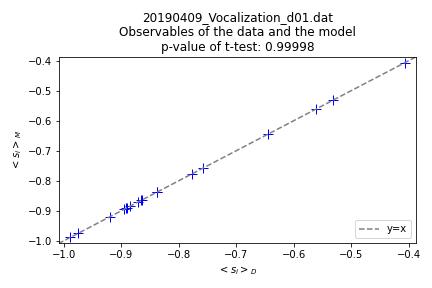 20190409_Vocalization_d01.dat
Observables of the data and the model
p-value of t-test: 0.99998
−0.4
−0.5
−0.6
−0.7
−0.8
−0.9
−1.0
< s_i >_M
y=x
−1.0 −0.9 −0.8 −0.7 −0.6 −0.5 −0.4
< s_i >_D